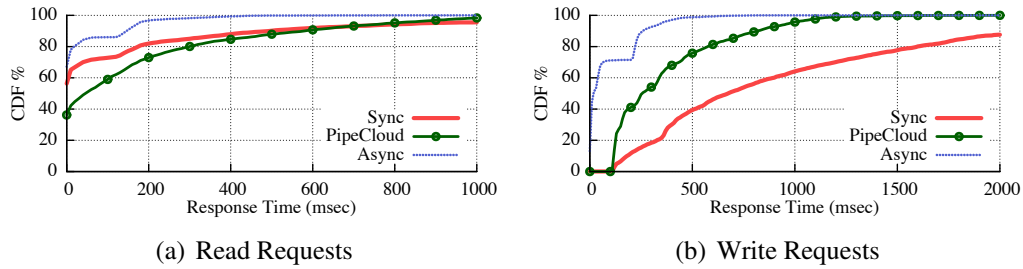 100
80
60
40
20
0
CDF %
Sync
PipeCloud
Async
0 200 400 600 800 1000
Response Time (msec)
(a) Read Requests
100
80
60
40
20
0
CDF %
Sync
PipeCloud
Async
0 500 1000 1500 2000
Response Time (msec)
(b) Write Requests